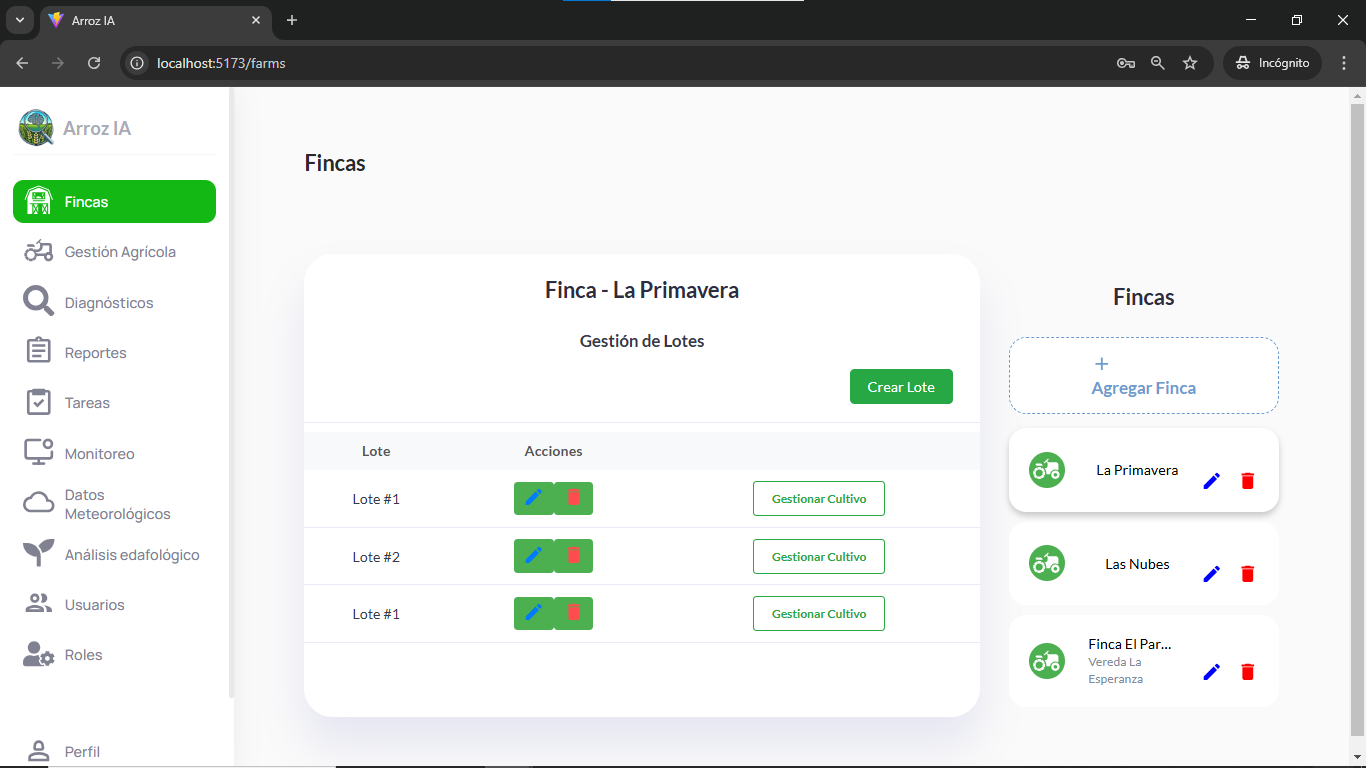 Arroz IA
localhost:5173/farms
Incógnito
Arroz IA
Fincas
Gestión Agrícola
Diagnósticos
Reportes
Tareas
Monitoreo
Datos
Meteorológicos
Análisis edafológico
Usuarios
Roles
Perfil
Fincas
Finca - La Primavera
Gestión de Lotes
Crear Lote
Lote Acciones
Lote #1 Gestionar Cultivo
Lote #2 Gestionar Cultivo
Lote #1 Gestionar Cultivo
Fincas
+
Agregar Finca
La Primavera
Las Nubes
Finca El Par...
Vereda La
Esperanza